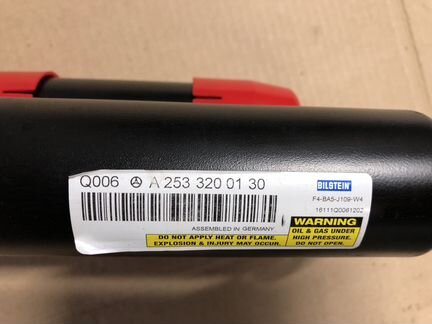 Q006 A 253 320 01 30
BILSTEIN
F4-BA5-J109-W4
16111Q0061202
ASSEMBLED IN GERMANY
DO NOT APPLY HEAT OR FLAME.
EXPLOSION & INJURY MAY OCCUR.
WARNING
OIL & GAS UNDER
HIGH PRESSURE.
DO NOT OPEN.